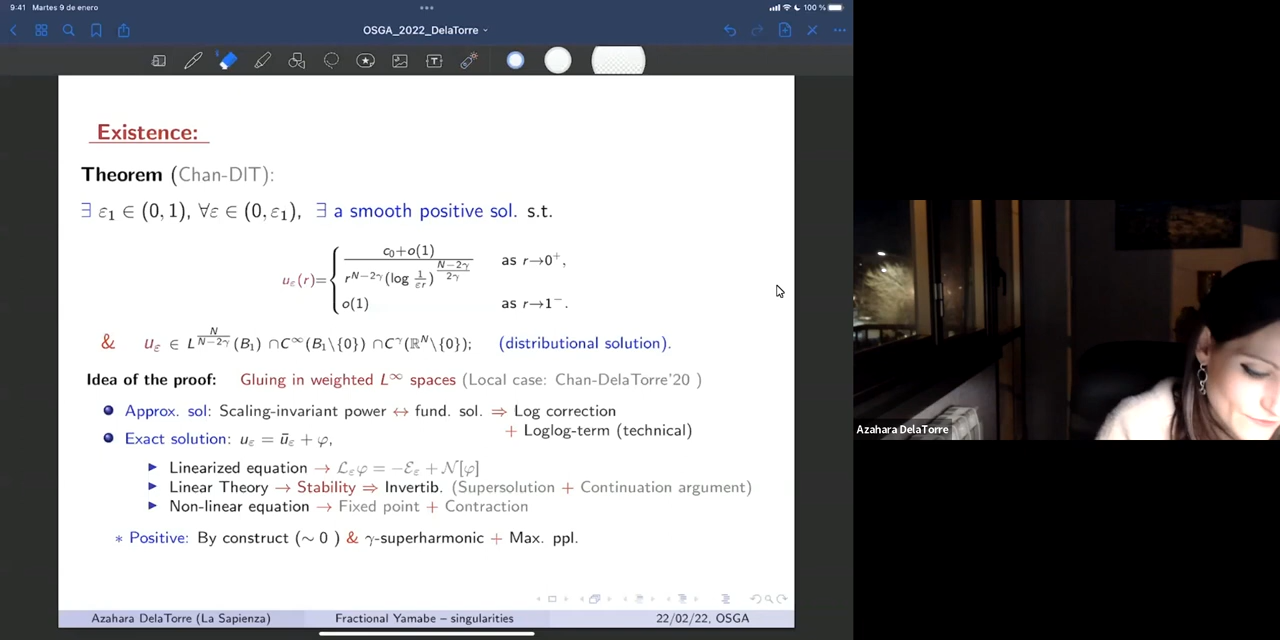 9:41 Martes 9 de enero
100 %
OSGA_2022_DelaTorre
Existence:
Theorem (Chan-DIT):
∃ ε₁ ∈ (0, 1), ∀ε ∈ (0, ε₁), ∃ a smooth positive sol. s.t.
u_ε(r) = { (c₀+o(1)) / (r^{N−2γ}(log 1/(εr))^{(N−2γ)/(2γ)}) as r→0⁺,
o(1) as r→1⁻.
& u_ε ∈ L^{N/(N−2γ)}(B₁) ∩ C^∞(B₁\{0}) ∩ C^γ(ℝ^N\{0}); (distributional solution).
Idea of the proof: Gluing in weighted L^∞ spaces (Local case: Chan-DelaTorre'20 )
Approx. sol: Scaling-invariant power ↔ fund. sol. ⇒ Log correction
+ Loglog-term (technical)
Exact solution: u_ε = ū_ε + φ,
Linearized equation → ℒ_ε φ = −ℰ_ε + 𝒩[φ]
Linear Theory → Stability ⇒ Invertib. (Supersolution + Continuation argument)
Non-linear equation → Fixed point + Contraction
* Positive: By construct (∼ 0 ) & γ-superharmonic + Max. ppl.
Azahara DelaTorre (La Sapienza) Fractional Yamabe – singularities 22/02/22, OSGA
Azahara DelaTorre